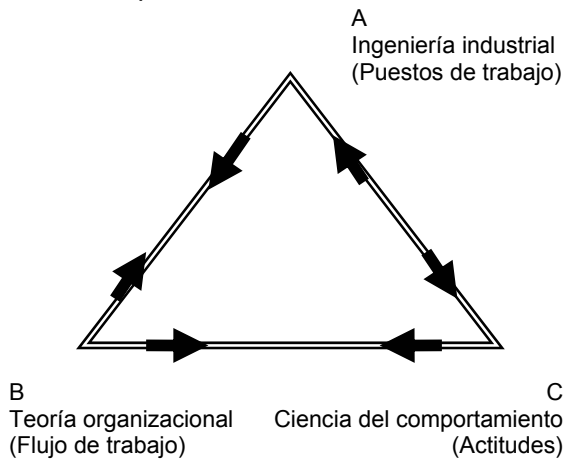 A
Ingeniería industrial
(Puestos de trabajo)
B
Teoría organizacional
(Flujo de trabajo)
C
Ciencia del comportamiento
(Actitudes)